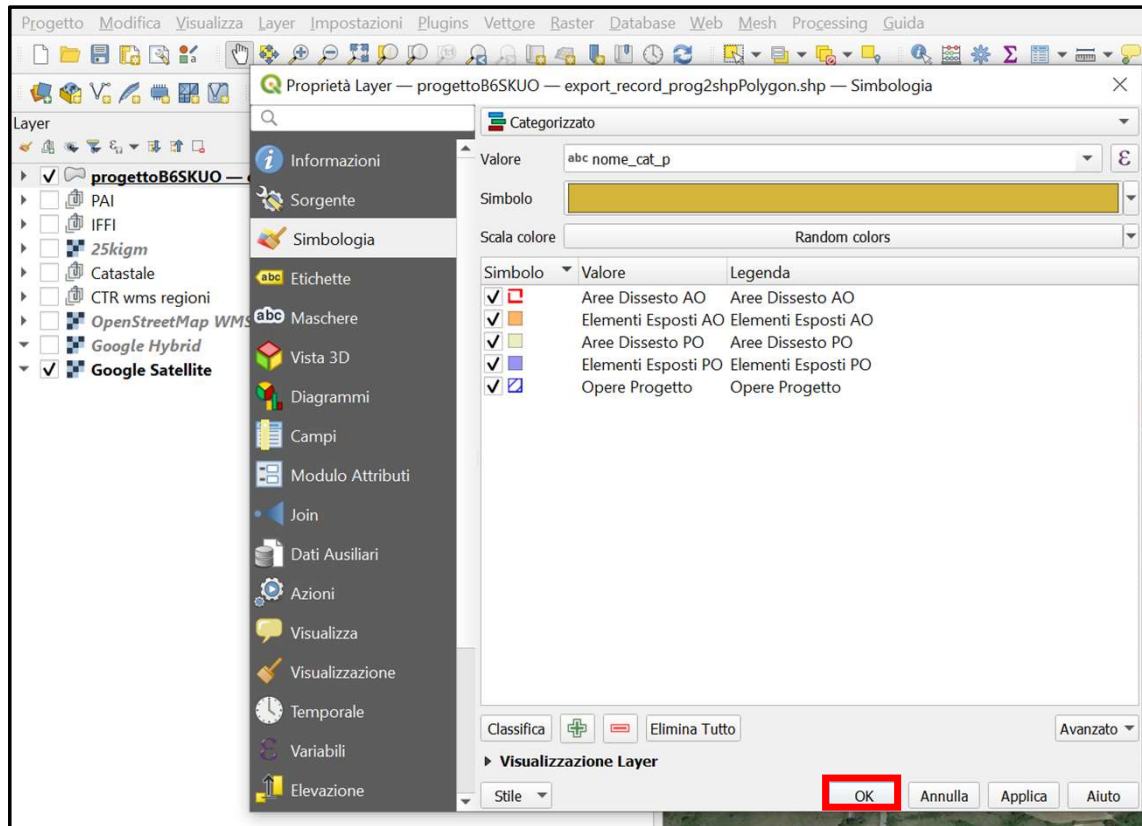 Progetto Modifica Visualizza Layer Impostazioni Plugins Vettore Raster Database Web Mesh Processing Guida
Proprietà Layer — progettoB6SKUO — export_record_prog2shpPolygon.shp — Simbologia
Layer
progettoB6SKUO —
PAI
IFFI
25kigm
Catastale
CTR wms regioni
OpenStreetMap WMS
Google Hybrid
Google Satellite
Informazioni
Sorgente
Simbologia
abc Etichette
abc Maschere
Vista 3D
Diagrammi
Campi
Modulo Attributi
Join
Dati Ausiliari
Azioni
Visualizza
Visualizzazione
Temporale
Variabili
Elevazione
Categorizzato
Valore abc nome_cat_p ε
Simbolo
Scala colore Random colors
Simbolo Valore Legenda
Aree Dissesto AO Aree Dissesto AO
Elementi Esposti AO Elementi Esposti AO
Aree Dissesto PO Aree Dissesto PO
Elementi Esposti PO Elementi Esposti PO
Opere Progetto Opere Progetto
Classifica Elimina Tutto Avanzato
Visualizzazione Layer
Stile OK Annulla Applica Aiuto